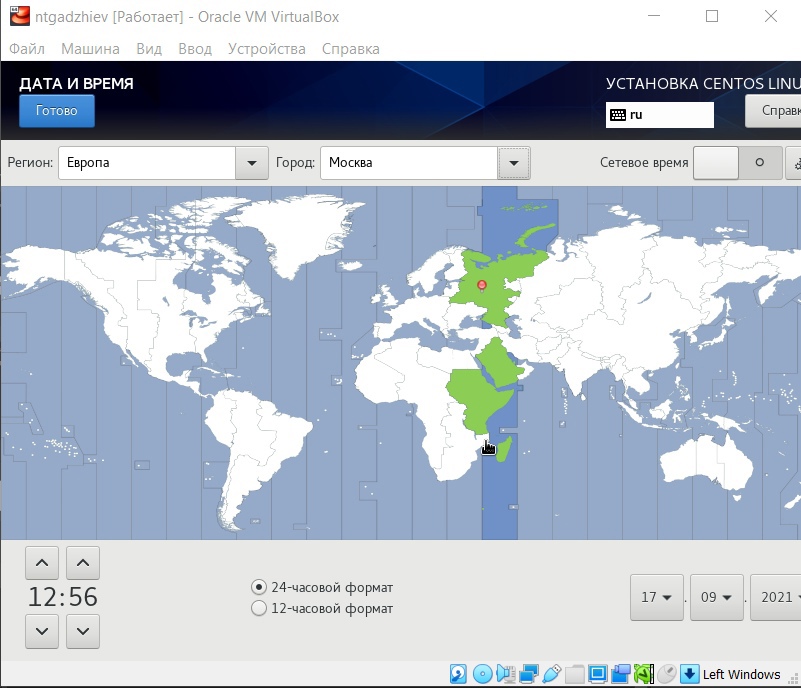 ntgadzhiev [Работает] - Oracle VM VirtualBox
Файл Машина Вид Ввод Устройства Справка
ДАТА И ВРЕМЯ
УСТАНОВКА CENTOS LINU
Готово
ru
Справк
Регион: Европа Город: Москва Сетевое время
12:56
24-часовой формат
12-часовой формат
17 . 09 . 2021
Left Windows